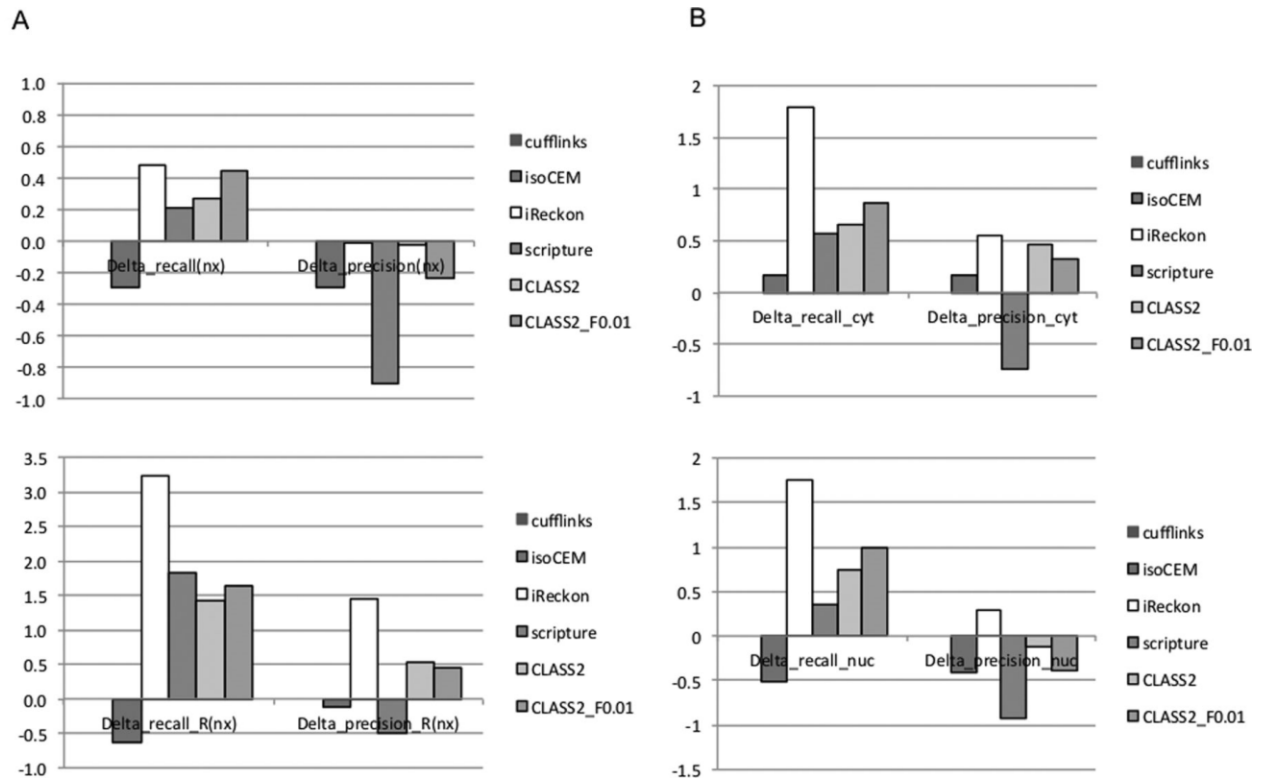 A
1.0
0.8
0.6
0.4
0.2
0.0
-0.2
-0.4
-0.6
-0.8
-1.0
Delta_recall(nx)
Delta_precision(nx)
cufflinks
isoCEM
iReckon
scripture
CLASS2
CLASS2_F0.01
3.5
3.0
2.5
2.0
1.5
1.0
0.5
0.0
-0.5
-1.0
Delta_recall_R(nx)
Delta_precision_R(nx)
cufflinks
isoCEM
iReckon
scripture
CLASS2
CLASS2_F0.01
B
2
1.5
1
0.5
0
-0.5
-1
Delta_recall_cyt
Delta_precision_cyt
cufflinks
isoCEM
iReckon
scripture
CLASS2
CLASS2_F0.01
2
1.5
1
0.5
0
-0.5
-1
-1.5
Delta_recall_nuc
Delta_precision_nuc
cufflinks
isoCEM
iReckon
scripture
CLASS2
CLASS2_F0.01